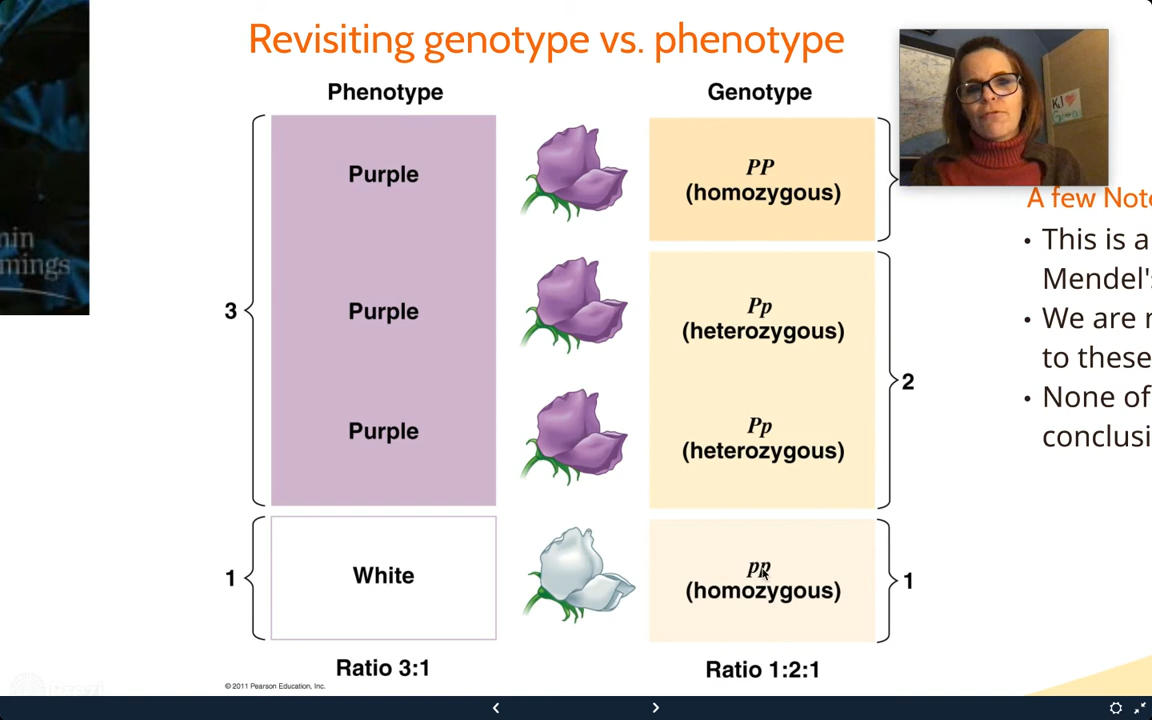 Revisiting genotype vs. phenotype
Phenotype
Genotype
Purple
PP
(homozygous)
KJ
A few
This is a
Mendel's
3
Purple
Pp
(heterozygous)
We are
to these
2
None of
Purple
Pp
(heterozygous)
1
White
pp
(homozygous)
1
Ratio 3:1
Ratio 1:2:1
© 2011 Pearson Education, Inc.